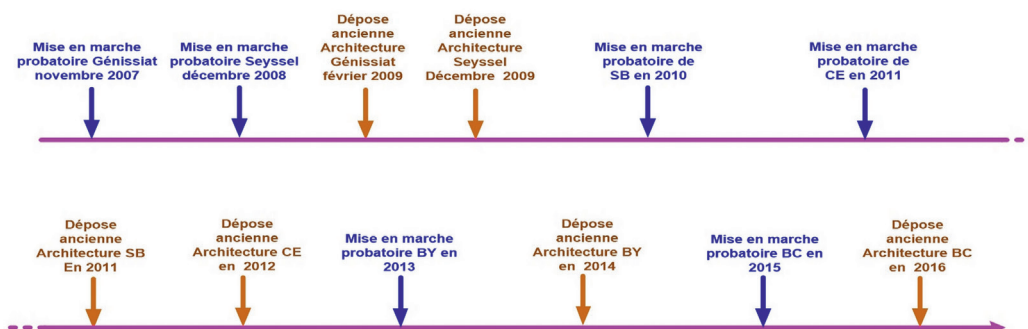 Mise en marche
probatoire Génissiat
novembre 2007
Mise en marche
probatoire Seyssel
décembre 2008
Dépose
ancienne
Architecture
Génissiat
février 2009
Dépose
ancienne
Architecture
Seyssel
Décembre 2009
Mise en marche
probatoire de
SB en 2010
Mise en marche
probatoire de
CE en 2011
Dépose
ancienne
Architecture SB
En 2011
Dépose
ancienne
Architecture CE
en 2012
Mise en marche
probatoire BY en
2013
Dépose
ancienne
Architecture BY
en 2014
Mise en marche
probatoire BC en
2015
Dépose
ancienne
Architecture BC
en 2016